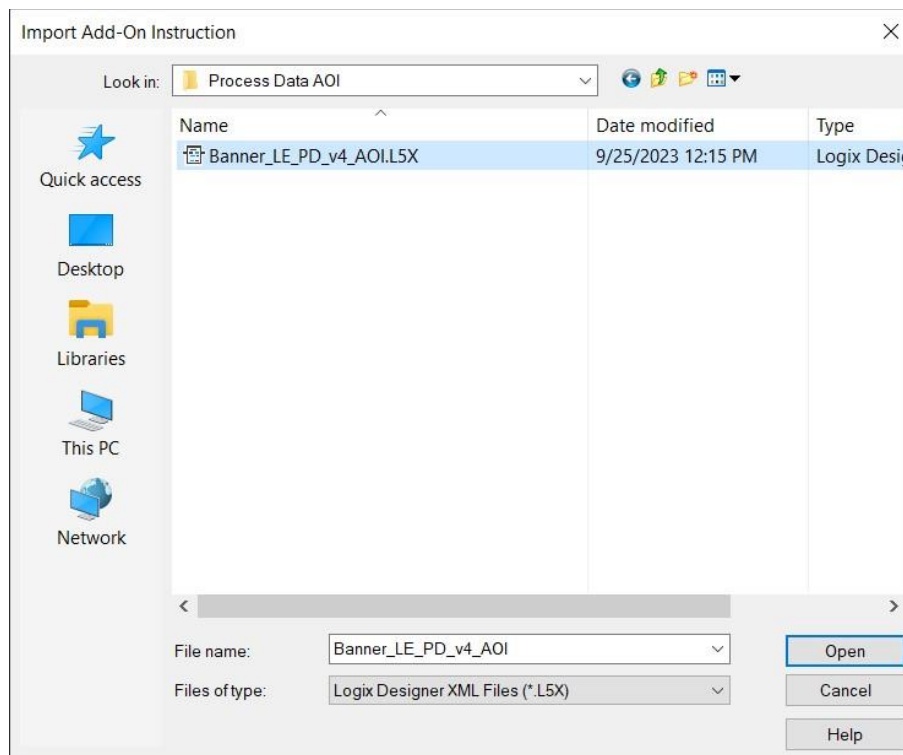 Import Add-On Instruction
Look in: Process Data AOI
Name Date modified Type
Banner_LE_PD_v4_AOI.L5X 9/25/2023 12:15 PM Logix Desi
Quick access
Desktop
Libraries
This PC
Network
File name: Banner_LE_PD_v4_AOI Open
Files of type: Logix Designer XML Files (*.L5X) Cancel
Help